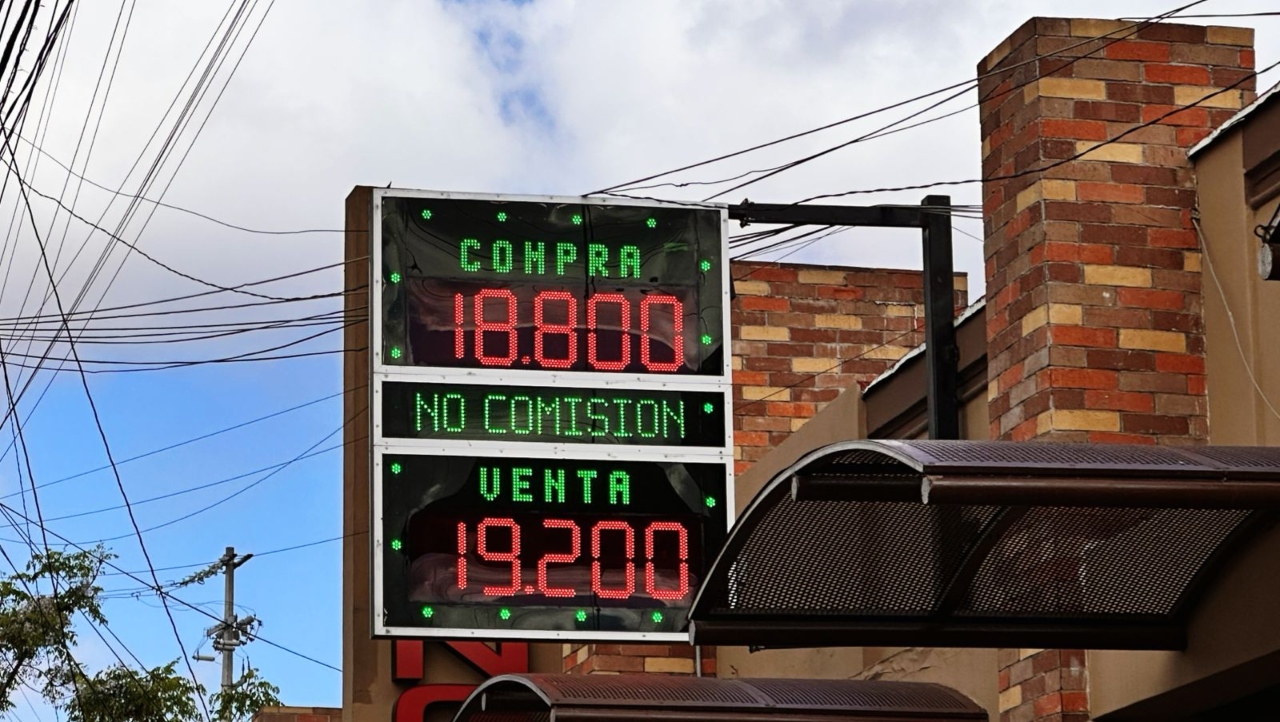 COMPRA
18.800
NO COMISION
VENTA
19.200